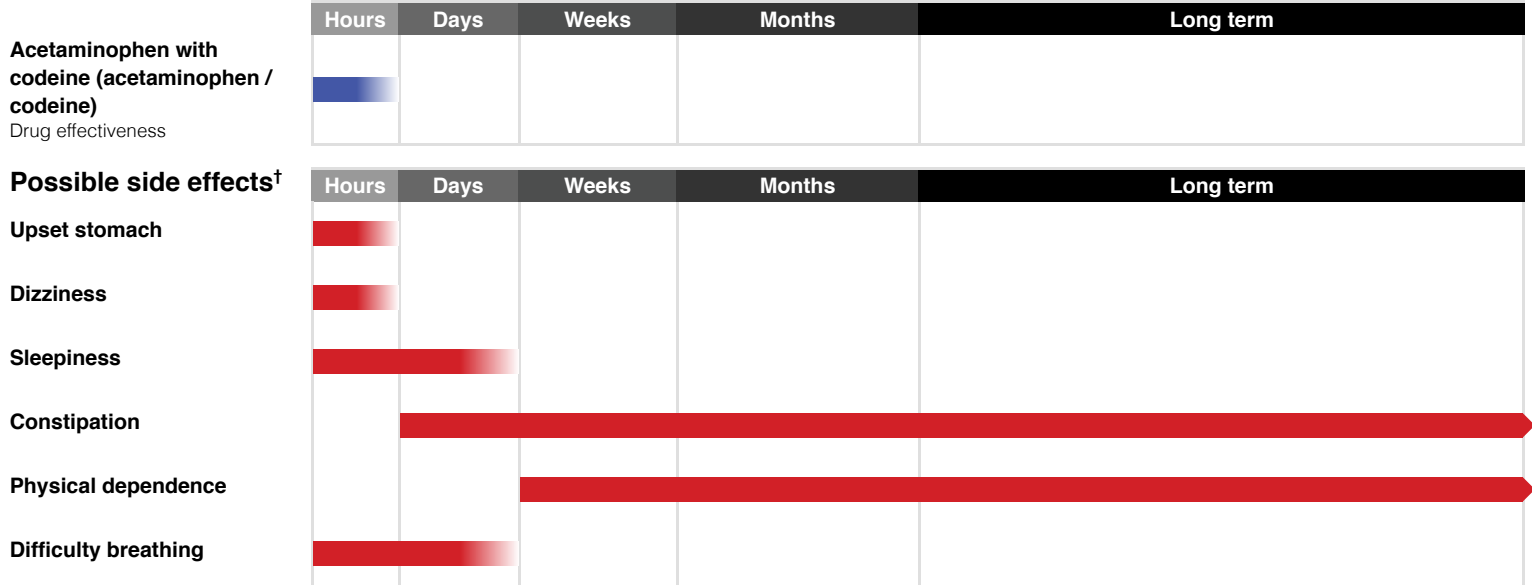 Hours Days Weeks Months Long term
Acetaminophen with
codeine (acetaminophen /
codeine)
Drug effectiveness
Possible side effects†
Hours Days Weeks Months Long term
Upset stomach
Dizziness
Sleepiness
Constipation
Physical dependence
Difficulty breathing